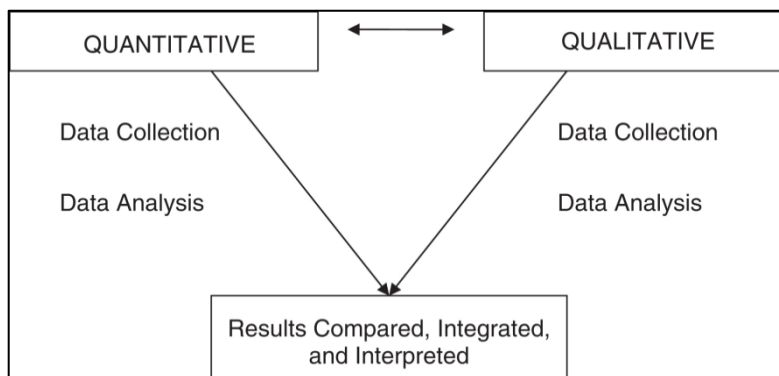 QUANTITATIVE
QUALITATIVE
Data Collection
Data Collection
Data Analysis
Data Analysis
Results Compared, Integrated,
and Interpreted